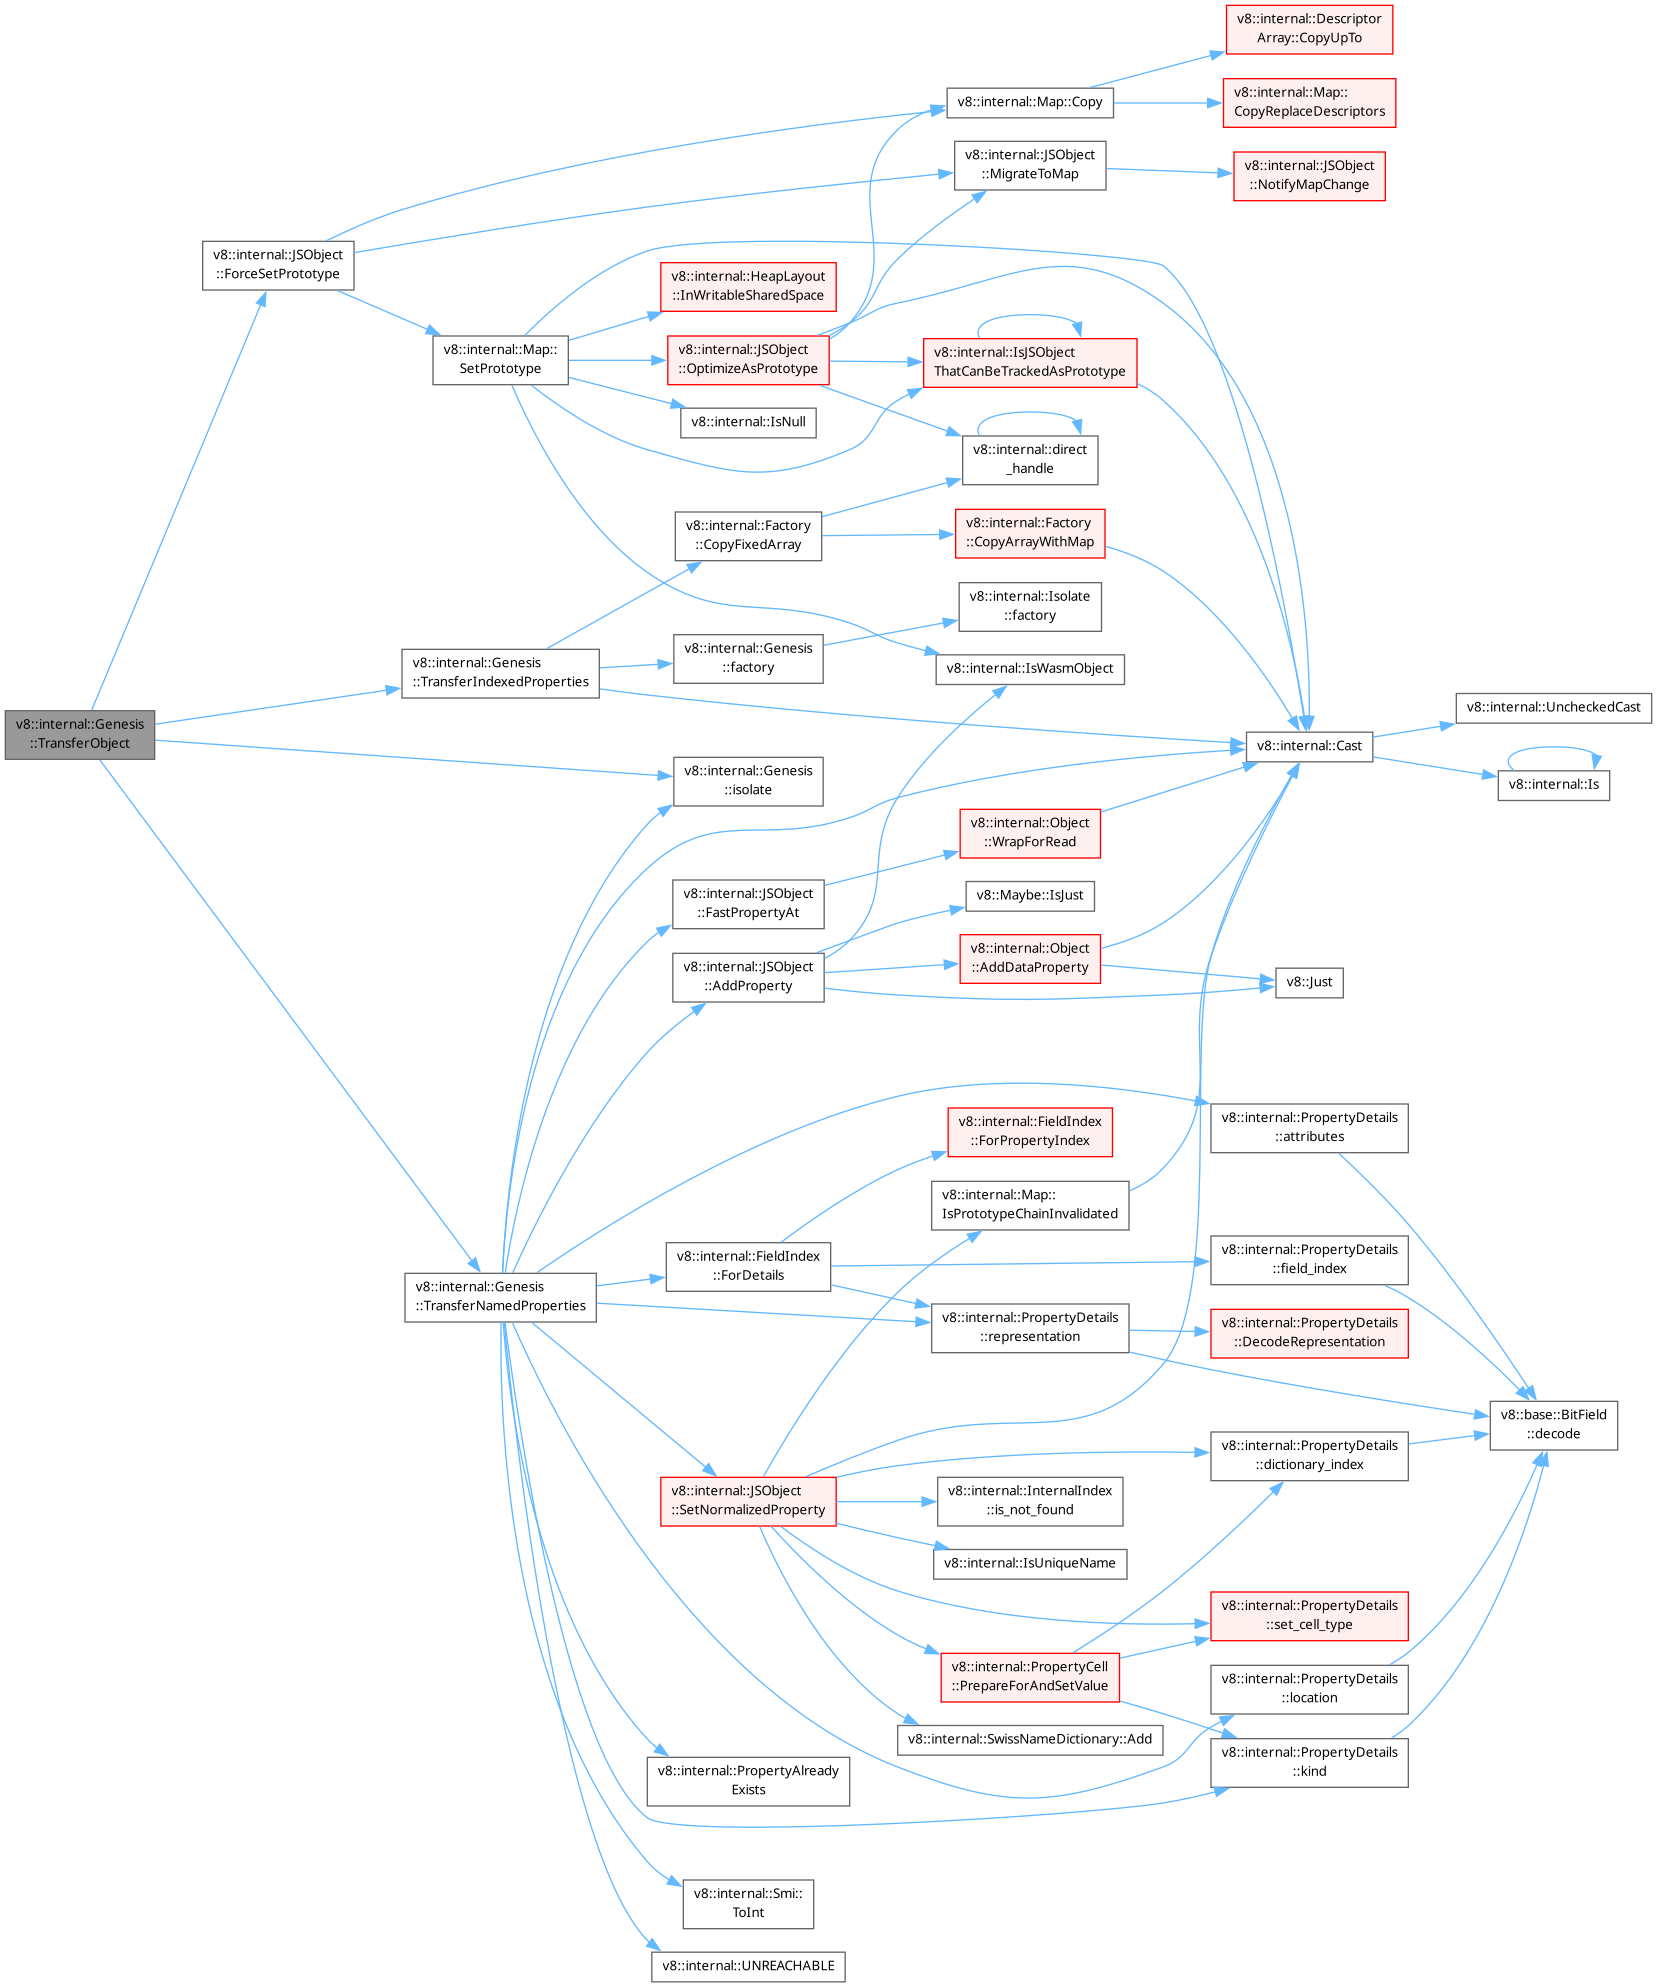 v8::internal::Descriptor
Array::CopyUpTo
v8::internal::Map::Copy
v8::internal::Map::
CopyReplaceDescriptors
v8::internal::JSObject
::MigrateToMap
v8::internal::JSObject
::NotifyMapChange
v8::internal::JSObject
::ForceSetPrototype
v8::internal::HeapLayout
::InWritableSharedSpace
v8::internal::Map::
SetPrototype
v8::internal::JSObject
::OptimizeAsPrototype
v8::internal::IsJSObject
ThatCanBeTrackedAsPrototype
v8::internal::IsNull
v8::internal::direct
_handle
v8::internal::Factory
::CopyFixedArray
v8::internal::Factory
::CopyArrayWithMap
v8::internal::Isolate
::factory
v8::internal::Genesis
::TransferIndexedProperties
v8::internal::Genesis
::factory
v8::internal::IsWasmObject
v8::internal::Genesis
::TransferObject
v8::internal::UncheckedCast
v8::internal::Cast
v8::internal::Genesis
::isolate
v8::internal::Is
v8::internal::Object
::WrapForRead
v8::internal::JSObject
::FastPropertyAt
v8::Maybe::IsJust
v8::internal::JSObject
::AddProperty
v8::internal::Object
::AddDataProperty
v8::Just
v8::internal::FieldIndex
::ForPropertyIndex
v8::internal::PropertyDetails
::attributes
v8::internal::Map::
IsPrototypeChainInvalidated
v8::internal::Genesis
::TransferNamedProperties
v8::internal::FieldIndex
::ForDetails
v8::internal::PropertyDetails
::field_index
v8::internal::PropertyDetails
::representation
v8::internal::PropertyDetails
::DecodeRepresentation
v8::base::BitField
::decode
v8::internal::PropertyDetails
::dictionary_index
v8::internal::JSObject
::SetNormalizedProperty
v8::internal::InternalIndex
::is_not_found
v8::internal::IsUniqueName
v8::internal::PropertyDetails
::set_cell_type
v8::internal::PropertyCell
::PrepareForAndSetValue
v8::internal::PropertyDetails
::location
v8::internal::SwissNameDictionary::Add
v8::internal::PropertyDetails
::kind
v8::internal::PropertyAlready
Exists
v8::internal::Smi::
ToInt
v8::internal::UNREACHABLE